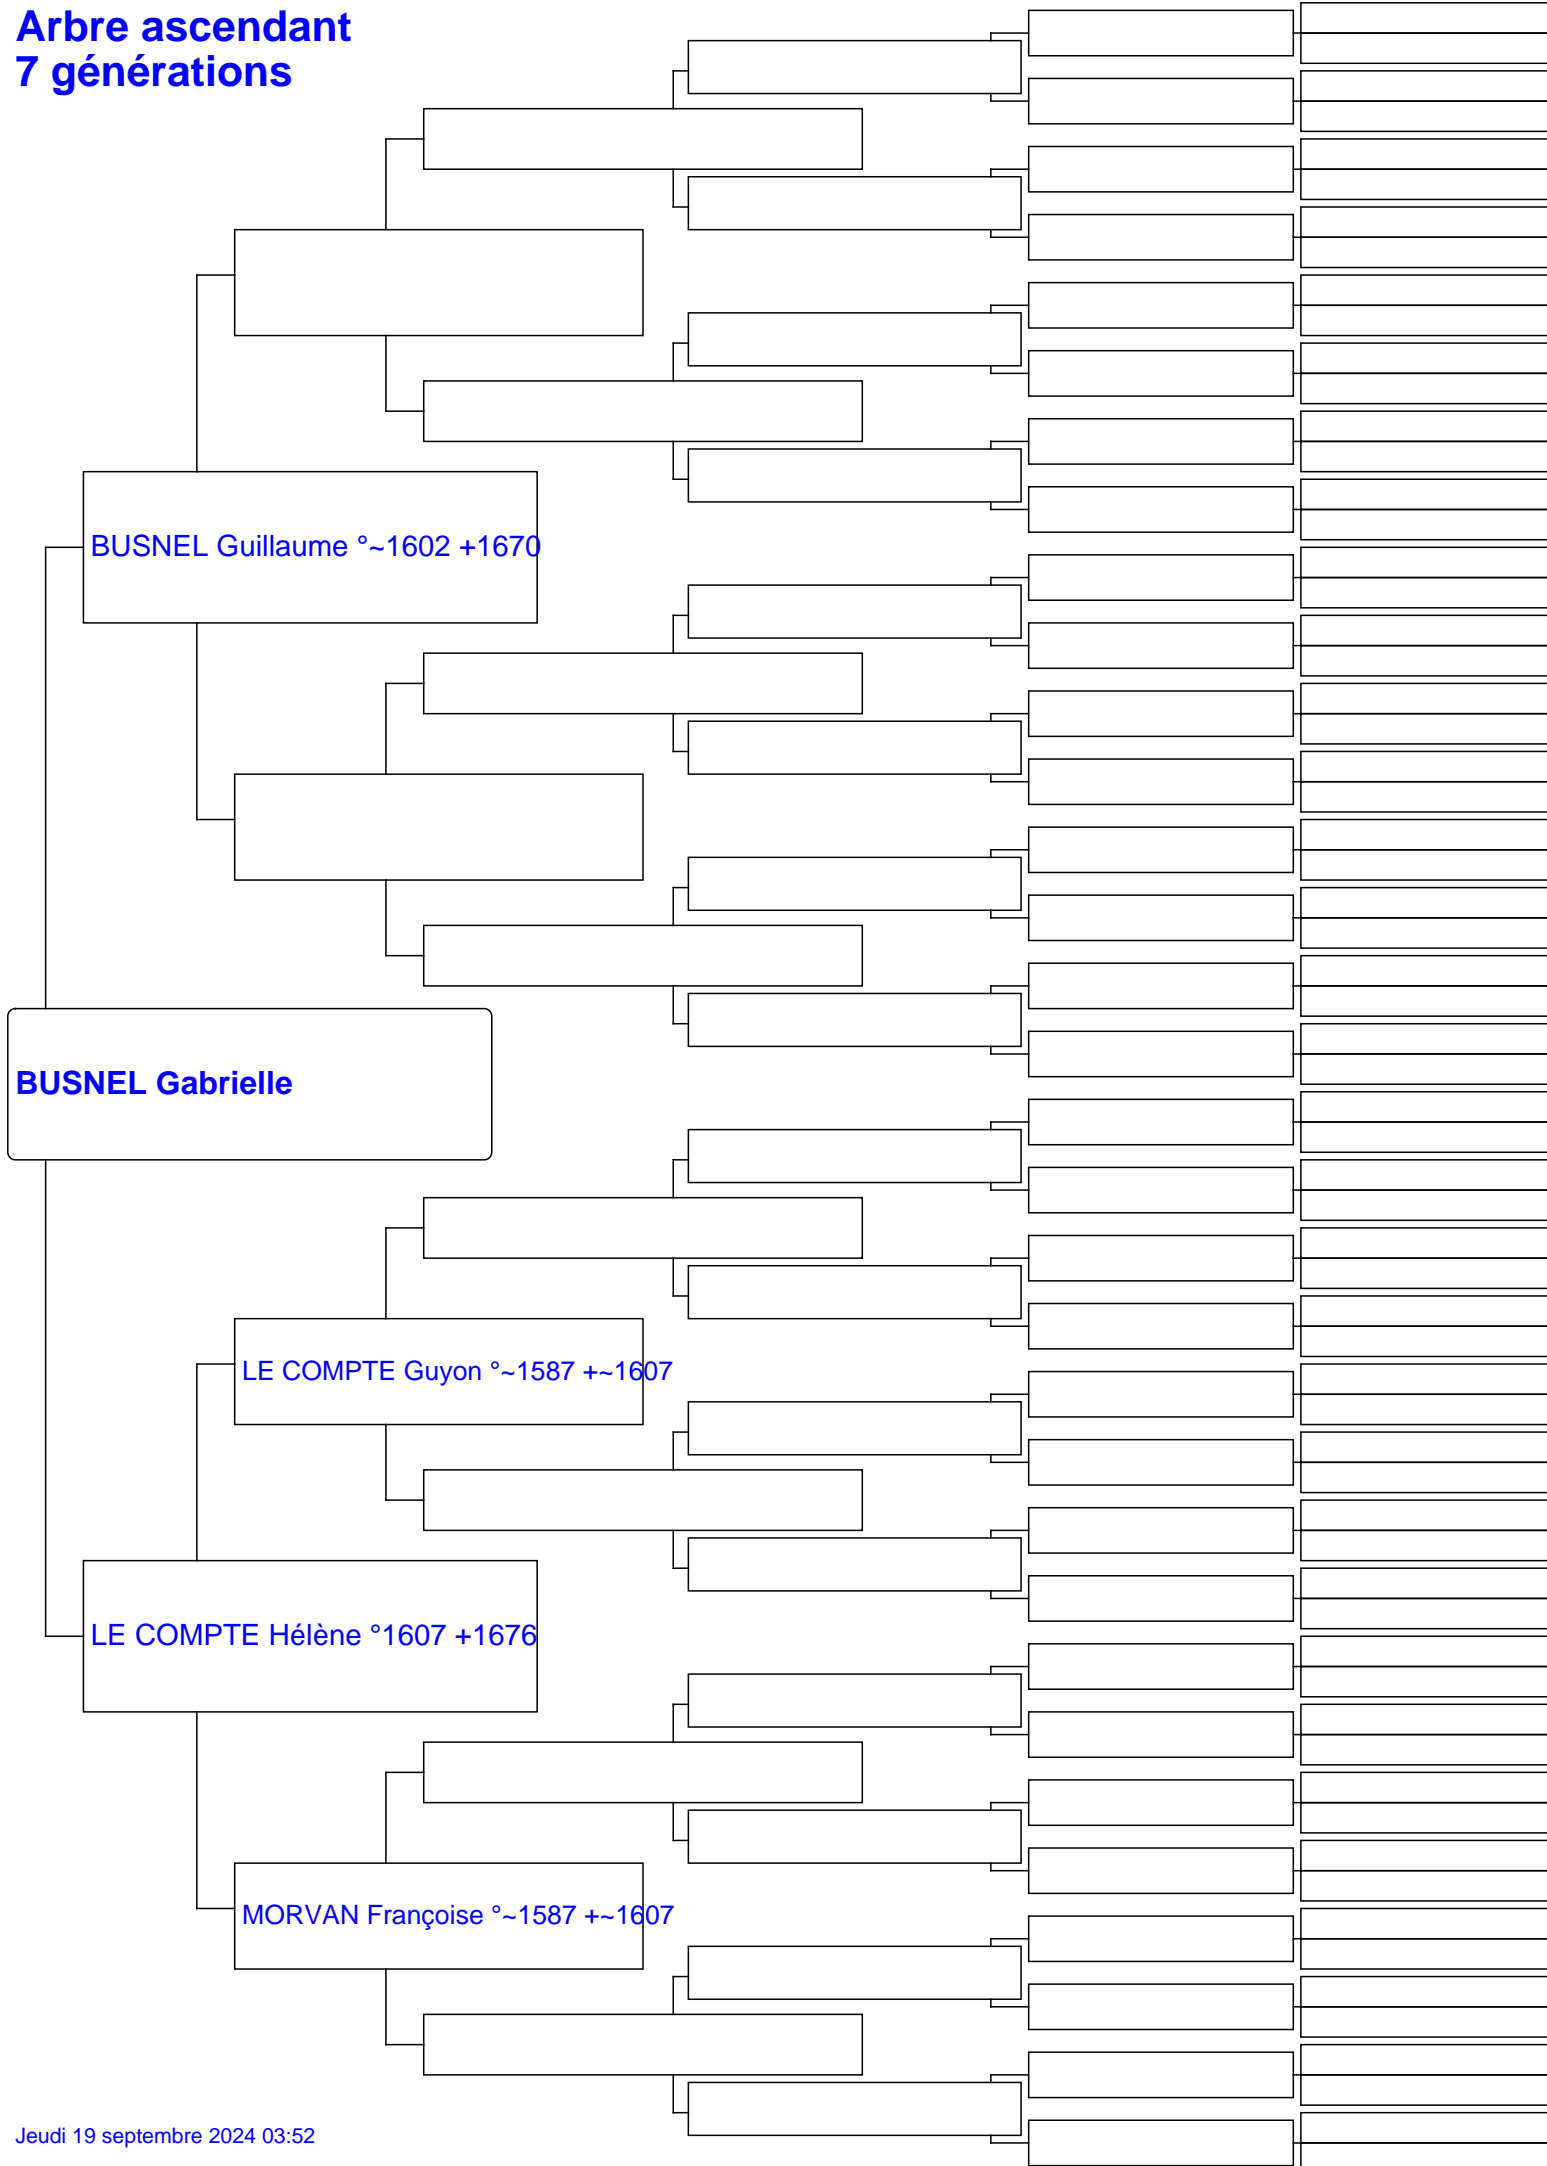 Arbre ascendant
7 générations
BUSNEL Guillaume °~1602 +1670
BUSNEL Gabrielle
LE COMPTE Guyon °~1587 +~1607
LE COMPTE Hélène °1607 +1676
MORVAN Françoise °~1587 +~1607
Jeudi 19 septembre 2024 03:52